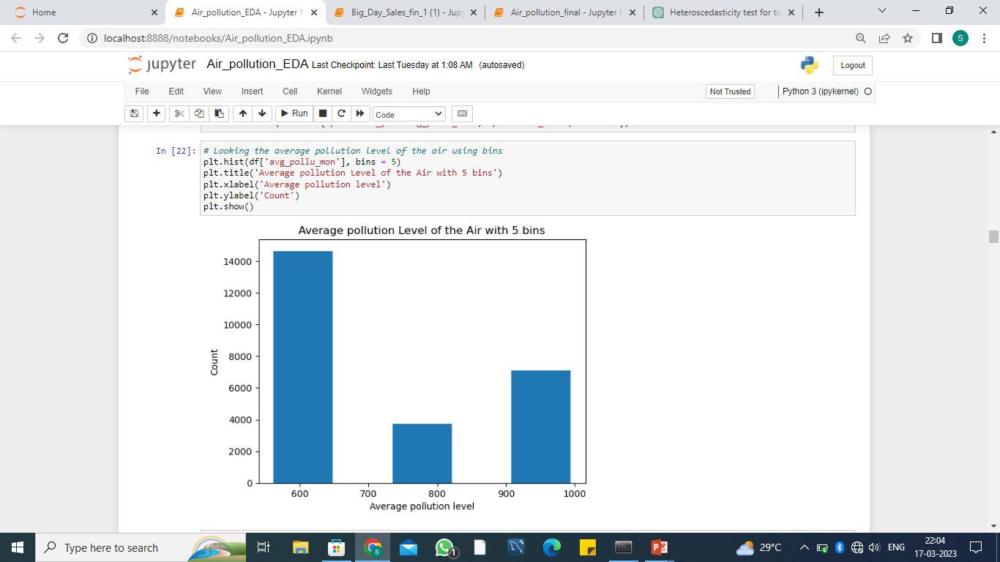 Home
Air_pollution_EDA - Jupyter N
Big_Day_Sales_fin_1 (1) - Jupy
Air_pollution_final - Jupyter N
Heteroscedasticity test for tim
localhost:8888/notebooks/Air_pollution_EDA.ipynb
S
jupyter Air_pollution_EDA Last Checkpoint: Last Tuesday at 1:08 AM (autosaved)
Logout
File Edit View Insert Cell Kernel Widgets Help
Not Trusted
Python 3 (ipykernel)
Run
Code
In [22]:
# Looking the average pollution level of the air using bins
plt.hist(df['avg_pollu_mon'], bins = 5)
plt.title('Average pollution Level of the Air with 5 bins')
plt.xlabel('Average pollution level')
plt.ylabel('Count')
plt.show()
Average pollution Level of the Air with 5 bins
14000
12000
10000
8000
6000
4000
2000
0
Count
600 700 800 900 1000
Average pollution level
Type here to search
S
1
29°C
ENG
22:04
17-03-2023